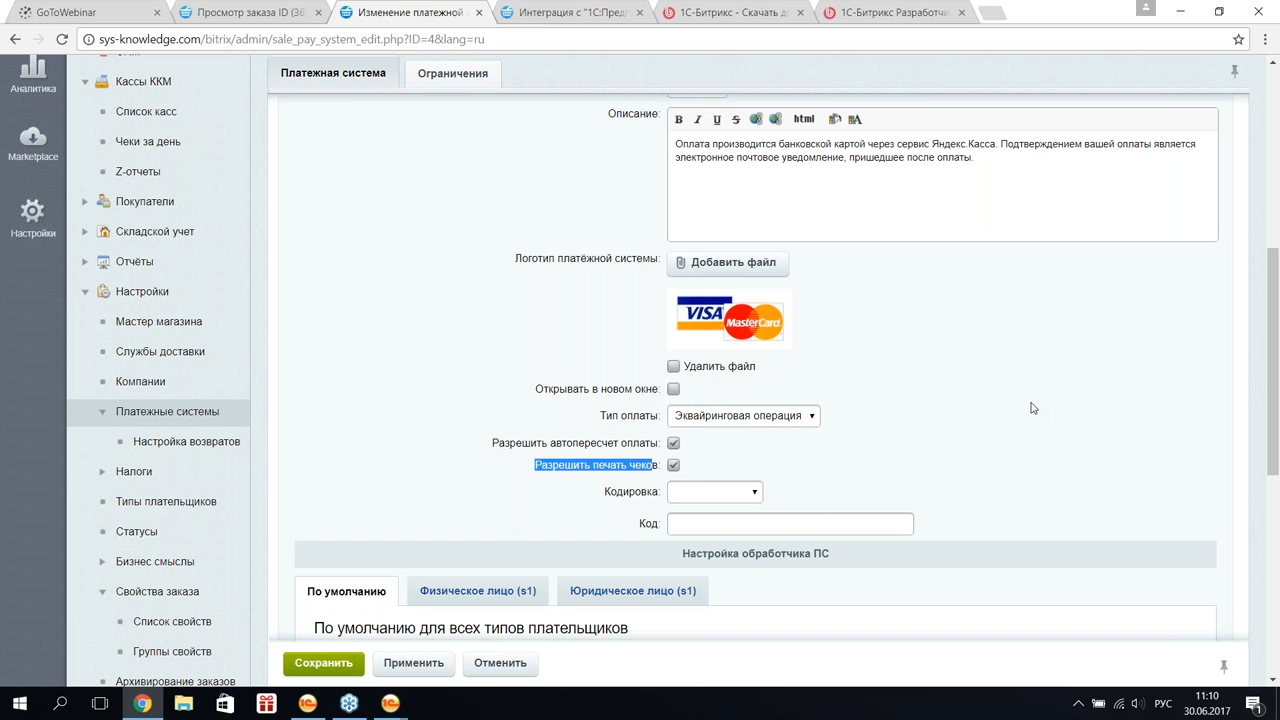 GoToWebinar
Просмотр заказа ID (36
Изменение платежной с
Интеграция с "1С:Пред
1С-Битрикс - Скачать д
1С-Битрикс Разработчи
sys-knowledge.com/bitrix/admin/sale_pay_system_edit.php?ID=4&lang=ru
Аналитика
Marketplace
Настройки
Кассы ККМ
Список касс
Чеки за день
Z-отчеты
Покупатели
Складской учет
Отчёты
Настройки
Мастер магазина
Службы доставки
Компании
Платежные системы
Настройка возвратов
Налоги
Типы плательщиков
Статусы
Бизнес смыслы
Свойства заказа
Список свойств
Группы свойств
Архивирование заказов
Платежная система
Ограничения
Описание:
B I U S html A
Оплата производится банковской картой через сервис Яндекс.Касса. Подтверждением вашей оплаты является
электронное почтовое уведомление, пришедшее после оплаты.
Логотип платёжной системы:
Добавить файл
VISA
MasterCard
Удалить файл
Открывать в новом окне:
Тип оплаты:
Эквайринговая операция
Разрешить автопересчет оплаты:
Разрешить печать чеков:
Кодировка:
Код:
Настройка обработчика ПС
По умолчанию
Физическое лицо (s1)
Юридическое лицо (s1)
По умолчанию для всех типов плательщиков
Сохранить
Применить
Отменить
РУС
11:10
30.06.2017